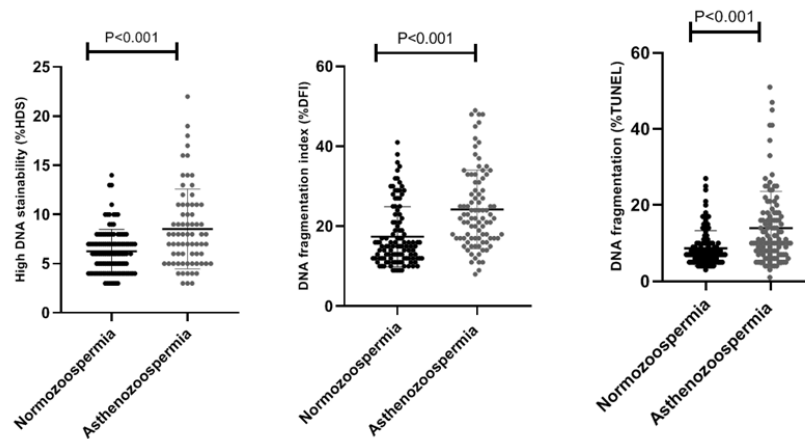 P<0.001
High DNA stainability (%HDS)
25
20
15
10
5
0
Normozoospermia
Asthenozoospermia
P<0.001
DNA fragmentation index (%DFI)
60
40
20
0
Normozoospermia
Asthenozoospermia
P<0.001
DNA fragmentation (%TUNEL)
60
40
20
0
Normozoospermia
Asthenozoospermia